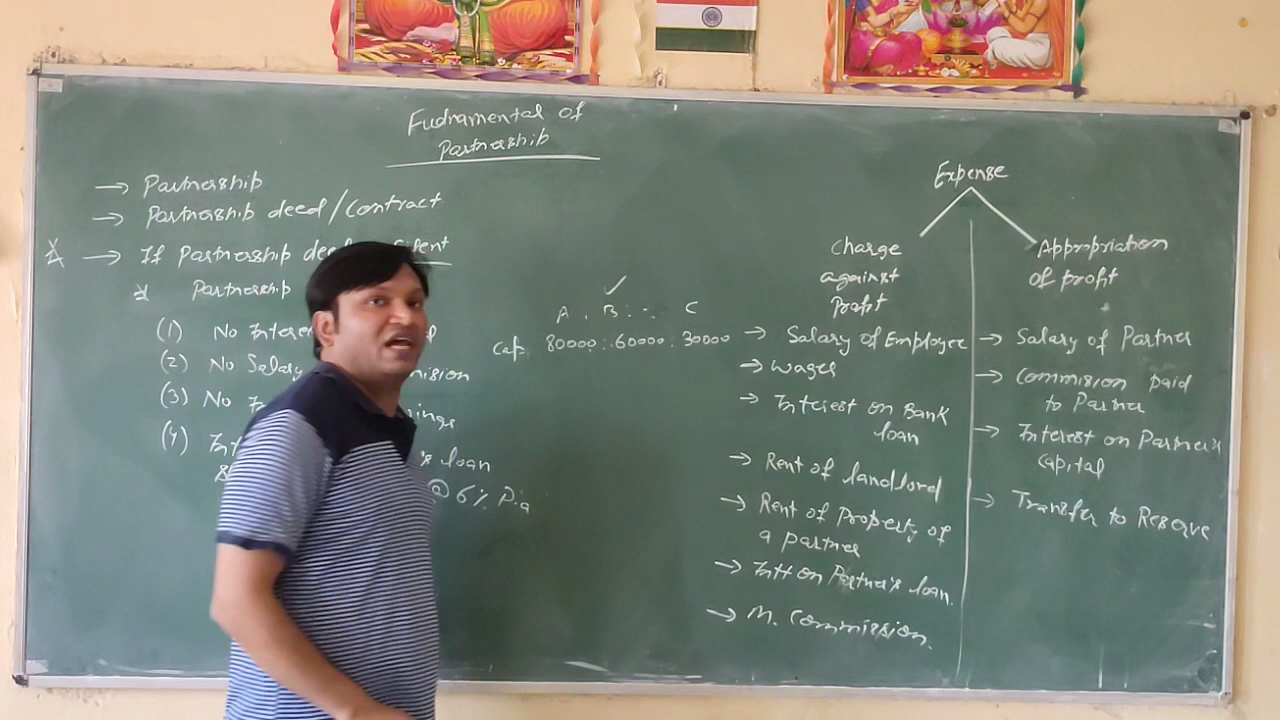 Fudnamental of
Partnership
→ Partnership
→ Partnership deed/Contract
→ If Partnership deed
Partnership
(1) No
(2) No Salary
(3) No
(4)
loan
@ 6% P.a
A B C
Cap. 80000 : 60000 : 30000
Expense
Charge
against
Profit
→ Salary of Employee
→ Wages
→ Interest on Bank
loan
→ Rent of landlord
→ Rent of Property of
a partner
→ Intt on Partner's loan.
→ M. Commission.
Appropriation
of profit
→ Salary of Partner
→ Commision paid
to Partner
→ Interest on Partner's
Capital
→ Transfer to Reserve